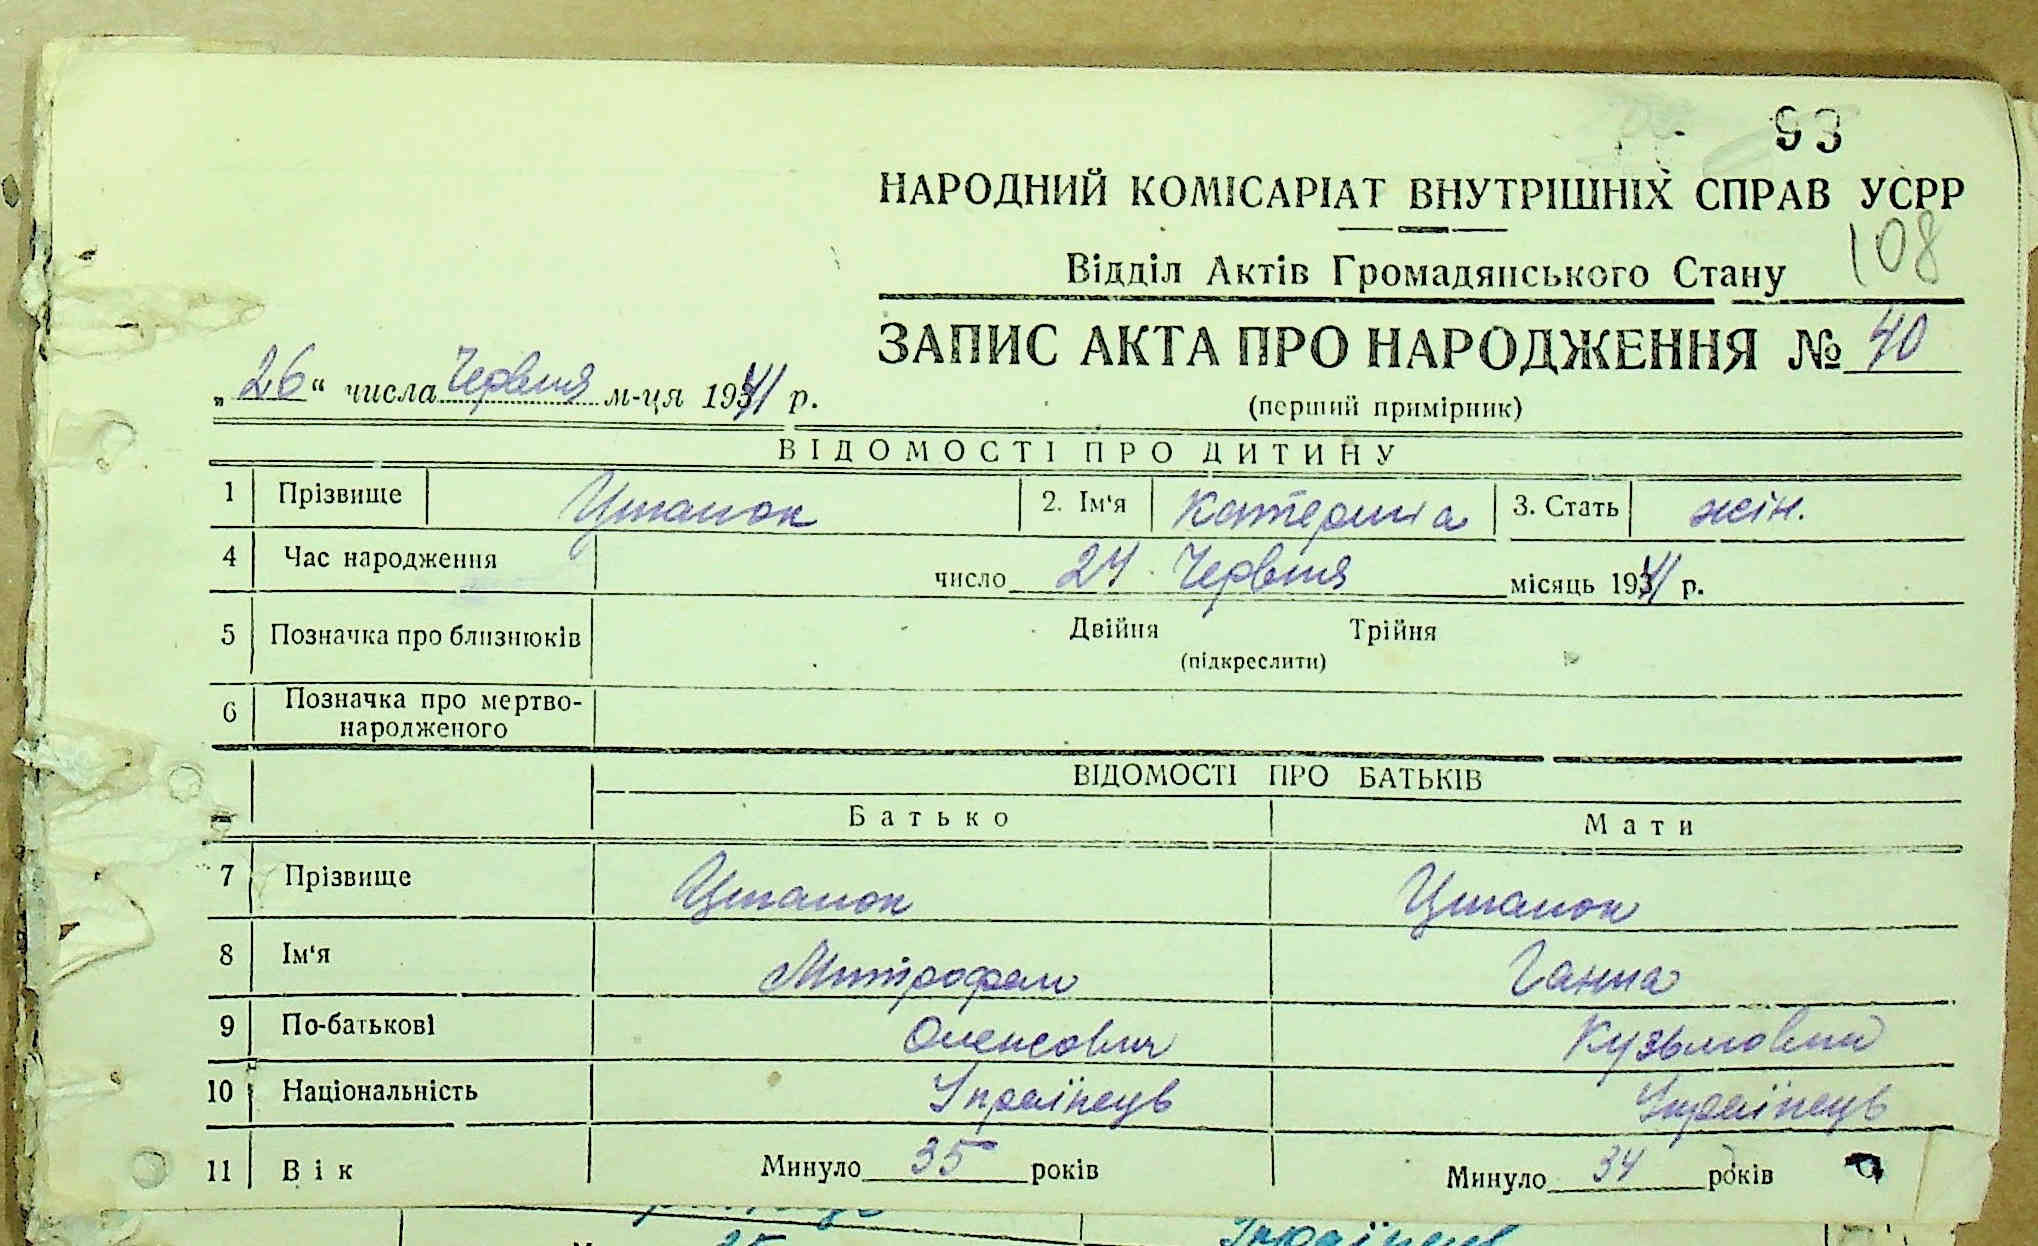 93
НАРОДНИЙ КОМІСАРІАТ ВНУТРІШНІХ СПРАВ УСРР
108
Відділ Актів Громадянського Стану
ЗАПИС АКТА ПРО НАРОДЖЕННЯ № 40
„26“ числа Червня м-ця 1941 р.
(перший примірник)
ВІДОМОСТІ ПРО ДИТИНУ
1 Прізвище 2. Ім'я Катерина 3. Стать жін.
4 Час народження число 24 Червня місяць 1941 р.
5 Позначка про близнюків Двійня Трійня
(підкреслити)
6 Позначка про мертво-
народженого
ВІДОМОСТІ ПРО БАТЬКІВ
Батько Мати
7 Прізвище
8 Ім'я Митрофан Ганна
9 По-батькові Олексович Кузьмовна
10 Національність Українець Українець
11 Вік Минуло 35 років Минуло 34 років